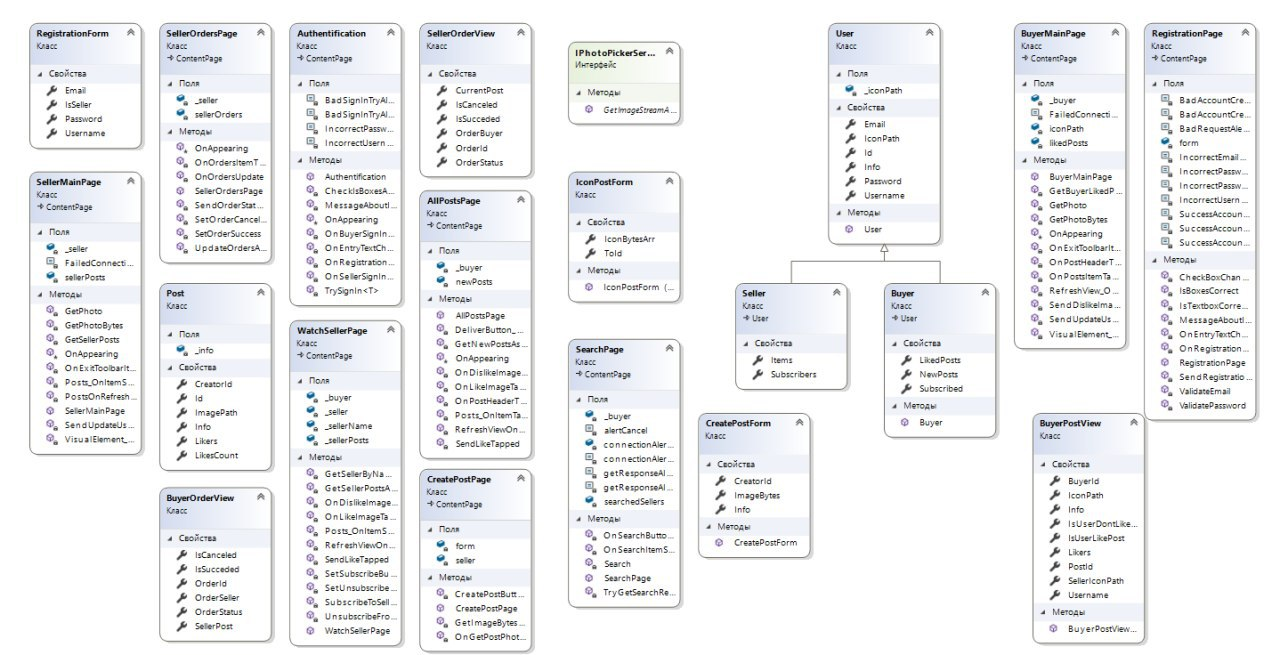 RegistrationForm
Класс
Свойства
Email
IsSeller
Password
Username
SellerMainPage
Класс
ContentPage
Поля
_seller
FailedConnecti...
sellerPosts
Методы
GetPhoto
GetPhotoBytes
GetSellerPosts
OnAppearing
OnExitToolbarIt...
Posts_OnItemS...
PostsOnRefresh...
SellerMainPage
SendUpdateUs...
VisualElement_...
SellerOrdersPage
Класс
ContentPage
Поля
_seller
sellerOrders
Методы
OnAppearing
OnOrdersItemT...
OnOrdersUpdate
SellerOrdersPage
SendOrderStat...
SetOrderCancel...
SetOrderSuccess
UpdateOrdersA...
Post
Класс
Поля
_info
Свойства
CreatorId
Id
ImagePath
Info
Likers
LikesCount
BuyerOrderView
Класс
Свойства
IsCanceled
IsSucceded
OrderId
OrderSeller
OrderStatus
SellerPost
Authentification
Класс
ContentPage
Поля
BadSignInTryAl...
BadSignInTryAl...
IncorrectPassw...
IncorrectUsern...
Методы
Authentification
CheckIsBoxesA...
MessageAboutI...
OnAppearing
OnBuyerSignIn...
OnEntryTextCh...
OnRegistration...
OnSellerSignIn...
TrySignIn<T>
WatchSellerPage
Класс
ContentPage
Поля
_buyer
_seller
_sellerName
_sellerPosts
Методы
GetSellerByNa...
GetSellerPostsA...
OnDislikeImage...
OnLikeImageTa...
Posts_OnItemS...
RefreshViewOn...
SendLikeTapped
SetSubscribeBu...
SetUnsubscribe...
SubscribeToSell...
UnsubscribeFro...
WatchSellerPage
SellerOrderView
Класс
Свойства
CurrentPost
IsCanceled
IsSucceded
OrderBuyer
OrderId
OrderStatus
AllPostsPage
Класс
ContentPage
Поля
_buyer
newPosts
Методы
AllPostsPage
DeliverButton_...
GetNewPostsAs...
OnAppearing
OnDislikeImage...
OnLikeImageTa...
OnPostHeaderT...
Posts_OnItemTa...
RefreshViewOn...
SendLikeTapped
CreatePostPage
Класс
ContentPage
Поля
form
seller
Методы
CreatePostButt...
CreatePostPage
GetImageBytes...
OnGetPostPhot...
IPhotoPickerSer...
Интерфейс
Методы
GetImageStreamA...
IconPostForm
Класс
Свойства
IconBytesArr
ToId
Методы
IconPostForm (...
SearchPage
Класс
ContentPage
Поля
_buyer
alertCancel
connectionAler...
connectionAler...
getResponseAl...
getResponseAl...
searchedSellers
Методы
OnSearchButto...
OnSearchItemS...
Search
SearchPage
TryGetSearchRe...
User
Класс
Поля
_iconPath
Свойства
Email
IconPath
Id
Info
Password
Username
Методы
User
Seller
Класс
User
Свойства
Items
Subscribers
Buyer
Класс
User
Свойства
LikedPosts
NewPosts
Subscribed
Методы
Buyer
CreatePostForm
Класс
Свойства
CreatorId
ImageBytes
Info
Методы
CreatePostForm
BuyerMainPage
Класс
ContentPage
Поля
_buyer
FailedConnecti...
iconPath
likedPosts
Методы
BuyerMainPage
GetBuyerLikedP...
GetPhoto
GetPhotoBytes
OnAppearing
OnExitToolbarIt...
OnPostHeaderT...
OnPostsItemTa...
RefreshView_O...
SendDislikeIma...
SendUpdateUs...
VisualElement_...
BuyerPostView
Класс
Свойства
BuyerId
IconPath
Info
IsUserDontLike...
IsUserLikePost
Likers
PostId
SellerIconPath
Username
Методы
BuyerPostView...
RegistrationPage
Класс
ContentPage
Поля
BadAccountCre...
BadAccountCre...
BadRequestAle...
form
IncorrectEmail...
IncorrectPassw...
IncorrectPassw...
IncorrectUsern...
SuccessAccoun...
SuccessAccoun...
SuccessAccoun...
Методы
CheckBoxChan...
IsBoxesCorrect
IsTextboxCorre...
MessageAboutI...
OnEntryTextCh...
OnRegistration...
RegistrationPage
SendRegistratio...
ValidateEmail
ValidatePassword